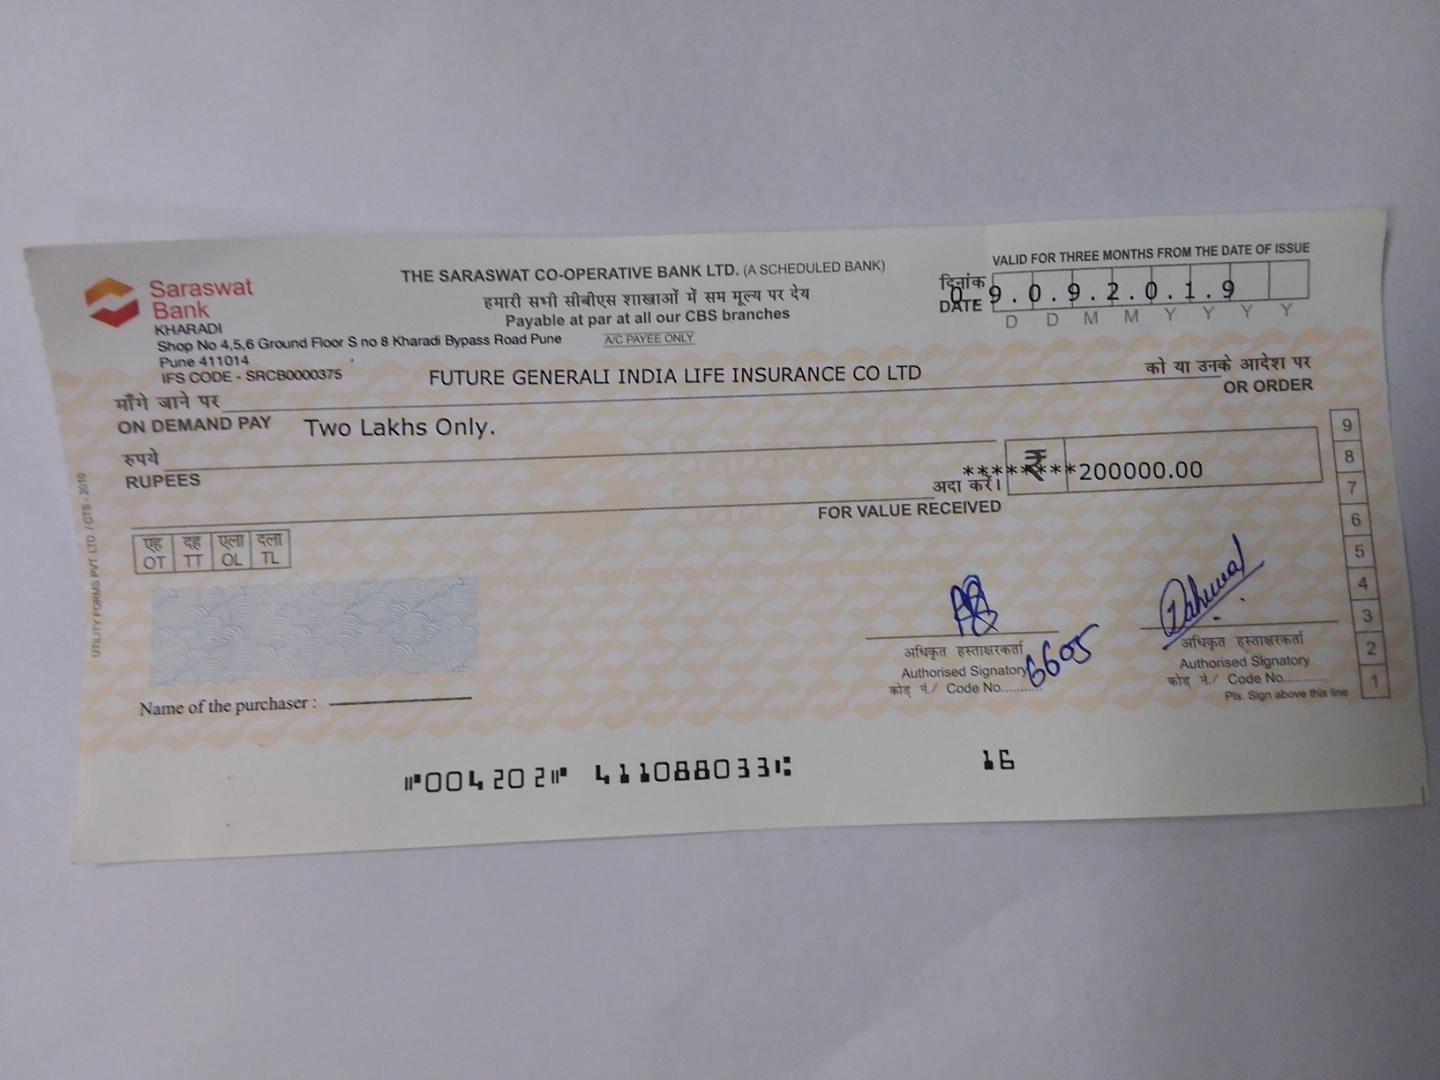 Saraswat
Bank
KHARADI
Shop No 4,5,6 Ground Floor S no 8 Kharadi Bypass Road Pune
Pune 411014
IFS CODE - SRCB0000375
THE SARASWAT CO-OPERATIVE BANK LTD. (A SCHEDULED BANK)
हमारी सभी सीबीएस शाखाओं में सम मूल्य पर देय
Payable at par at all our CBS branches
A/C PAYEE ONLY
VALID FOR THREE MONTHS FROM THE DATE OF ISSUE
दिनांक
DATE 0 9 . 0 . 9 . 2 . 0 . 1 . 9
D D M M Y Y Y Y
माँगे जाने पर FUTURE GENERALI INDIA LIFE INSURANCE CO LTD को या उनके आदेश पर
ON DEMAND PAY OR ORDER
रुपये Two Lakhs Only.
RUPEES
अदा करें। ₹ ********200000.00
FOR VALUE RECEIVED
एह दह एला दला
OT TT OL TL
UTILITY FORMS PVT LTD / CTS - 2010
अधिकृत हस्ताक्षरकर्ता
Authorised Signatory
कोड़ नं./ Code No........... 6605
अधिकृत हस्ताक्षरकर्ता
Authorised Signatory
कोड़ नं./ Code No...........
Pls. Sign above this line
9
8
7
6
5
4
3
2
1
Name of the purchaser :
⑈004202⑈ 411088033⑆ 16